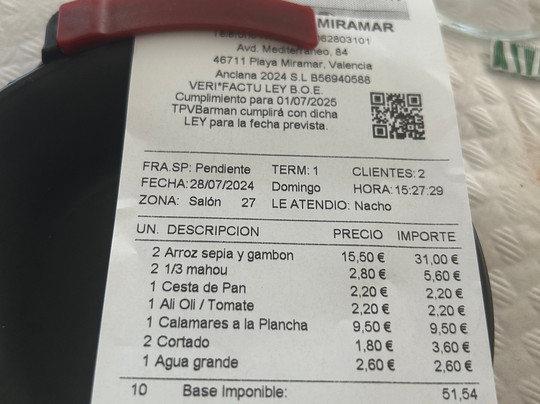 MIRAMAR
62803101
Avd. Mediterraneo, 84
46711 Playa Miramar, Valencia
Anclana 2024 S.L B56940588
VERI*FACTU LEY B.O.E.
Cumplimiento para 01/07/2025
TPVBarman cumplirá con dicha
LEY para la fecha prevista.
FRA.SP: Pendiente TERM: 1 CLIENTES: 2
FECHA: 28/07/2024 Domingo HORA: 15:27:29
ZONA: Salón 27 LE ATENDIO: Nacho
UN. DESCRIPCION PRECIO IMPORTE
2 Arroz sepia y gambon 15,50 € 31,00 €
2 1/3 mahou 2,80 € 5,60 €
1 Cesta de Pan 2,20 € 2,20 €
1 Ali Oli / Tomate 2,20 € 2,20 €
1 Calamares a la Plancha 9,50 € 9,50 €
2 Cortado 1,80 € 3,60 €
1 Agua grande 2,60 € 2,60 €
10 Base Imponible: 51,54